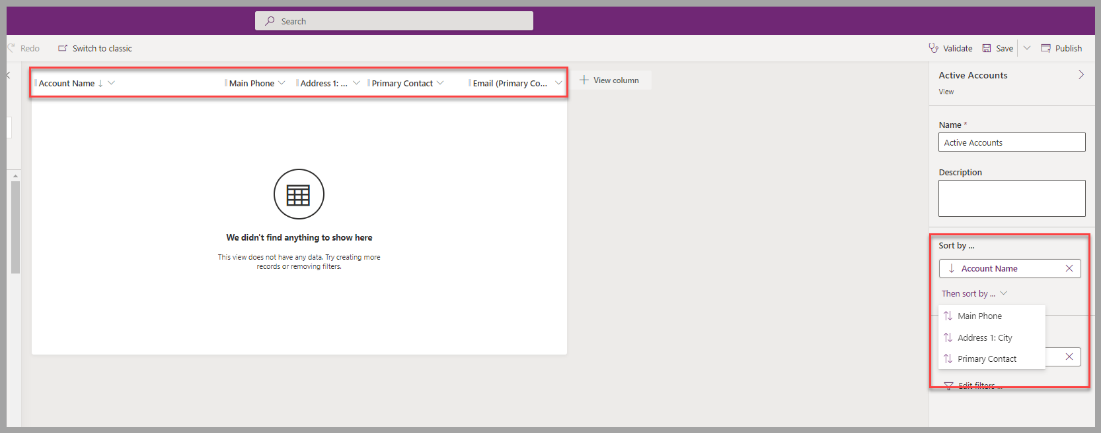 Search
Redo
Switch to classic
Validate
Save
Publish
Account Name
Main Phone
Address 1: ...
Primary Contact
Email (Primary Co...
View column
We didn't find anything to show here
This view does not have any data. Try creating more
records or removing filters.
Active Accounts
View
Name *
Active Accounts
Description
Sort by ...
Account Name
Then sort by ...
Main Phone
Address 1: City
Primary Contact
Edit filters ...